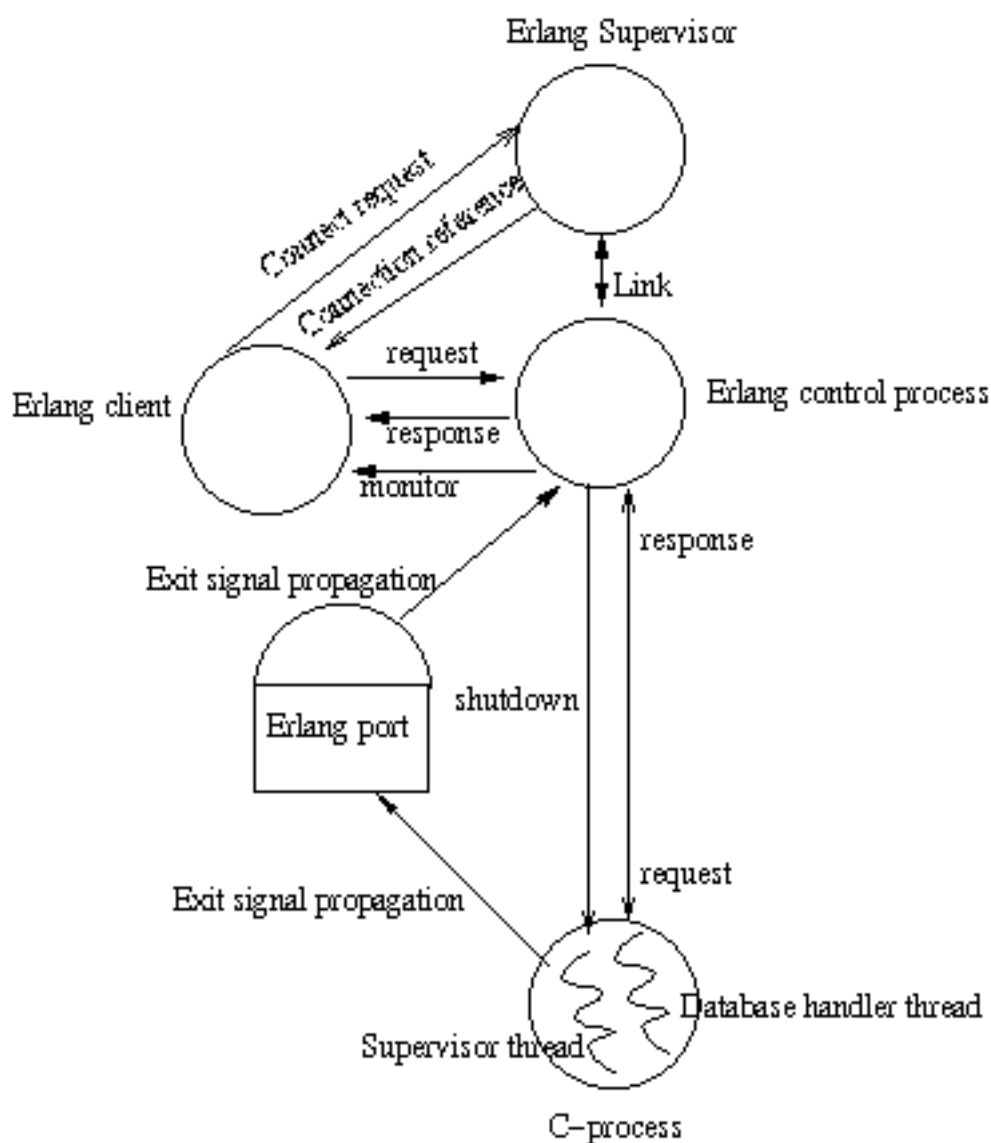 Erlang Supervisor
Connect request
Connection reference
Link
request
Erlang client
Erlang control process
response
monitor
response
Exit signal propagation
shutdown
Erlang port
request
Exit signal propagation
Database handler thread
Supervisor thread
C-process